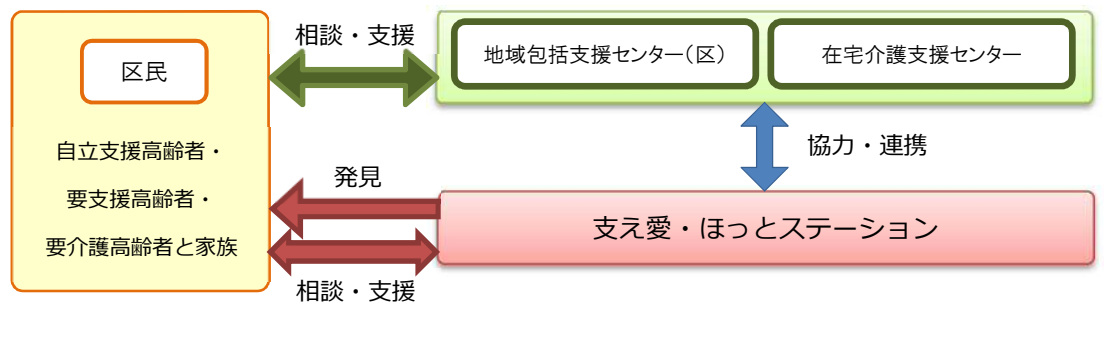 相談・支援
地域包括支援センター(区)
在宅介護支援センター
区民
協力・連携
自立支援高齢者・
要支援高齢者・
要介護高齢者と家族
発見
支え愛・ほっとステーション
相談・支援